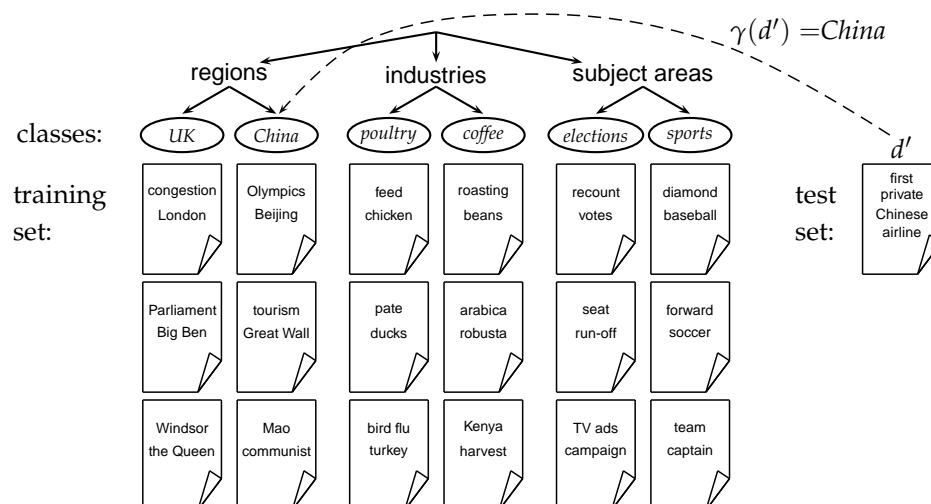 γ(d′) =China
regions
industries
subject areas
classes:
UK
China
poultry
coffee
elections
sports
d′
training
set:
congestion
London
Olympics
Beijing
feed
chicken
roasting
beans
recount
votes
diamond
baseball
test
set:
first
private
Chinese
airline
Parliament
Big Ben
tourism
Great Wall
pate
ducks
arabica
robusta
seat
run-off
forward
soccer
Windsor
the Queen
Mao
communist
bird flu
turkey
Kenya
harvest
TV ads
campaign
team
captain